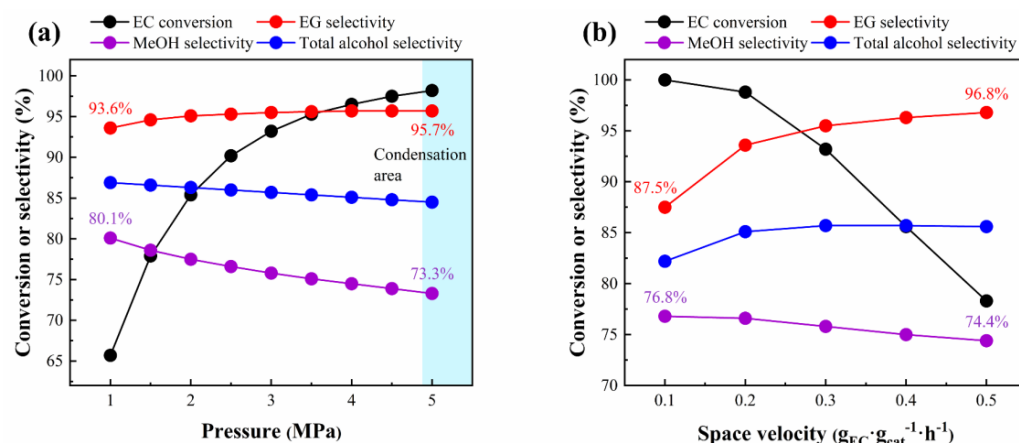 (a)
EC conversion
EG selectivity
MeOH selectivity
Total alcohol selectivity
Conversion or selectivity (%)
100
95
90
85
80
75
70
65
93.6%
95.7%
Condensation
area
80.1%
73.3%
1
2
3
4
5
Pressure (MPa)
(b)
EC conversion
EG selectivity
MeOH selectivity
Total alcohol selectivity
Conversion or selectivity (%)
100
95
90
85
80
75
70
96.8%
87.5%
76.8%
74.4%
0.1
0.2
0.3
0.4
0.5
Space velocity (gEC·gcat⁻¹·h⁻¹)